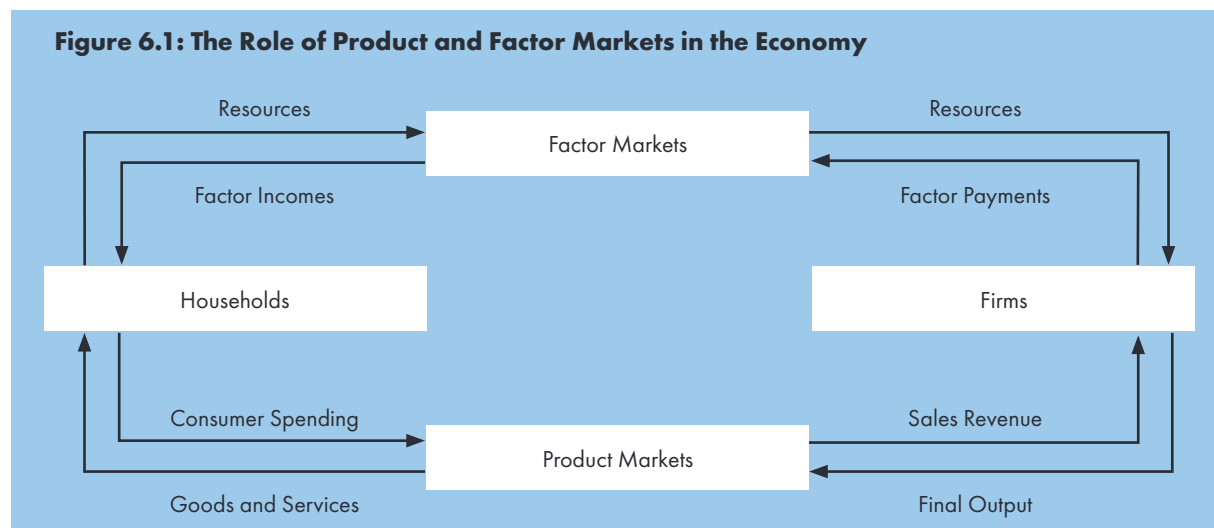 Figure 6.1: The Role of Product and Factor Markets in the Economy
Resources
Resources
Factor Markets
Factor Incomes
Factor Payments
Households
Firms
Consumer Spending
Sales Revenue
Product Markets
Goods and Services
Final Output